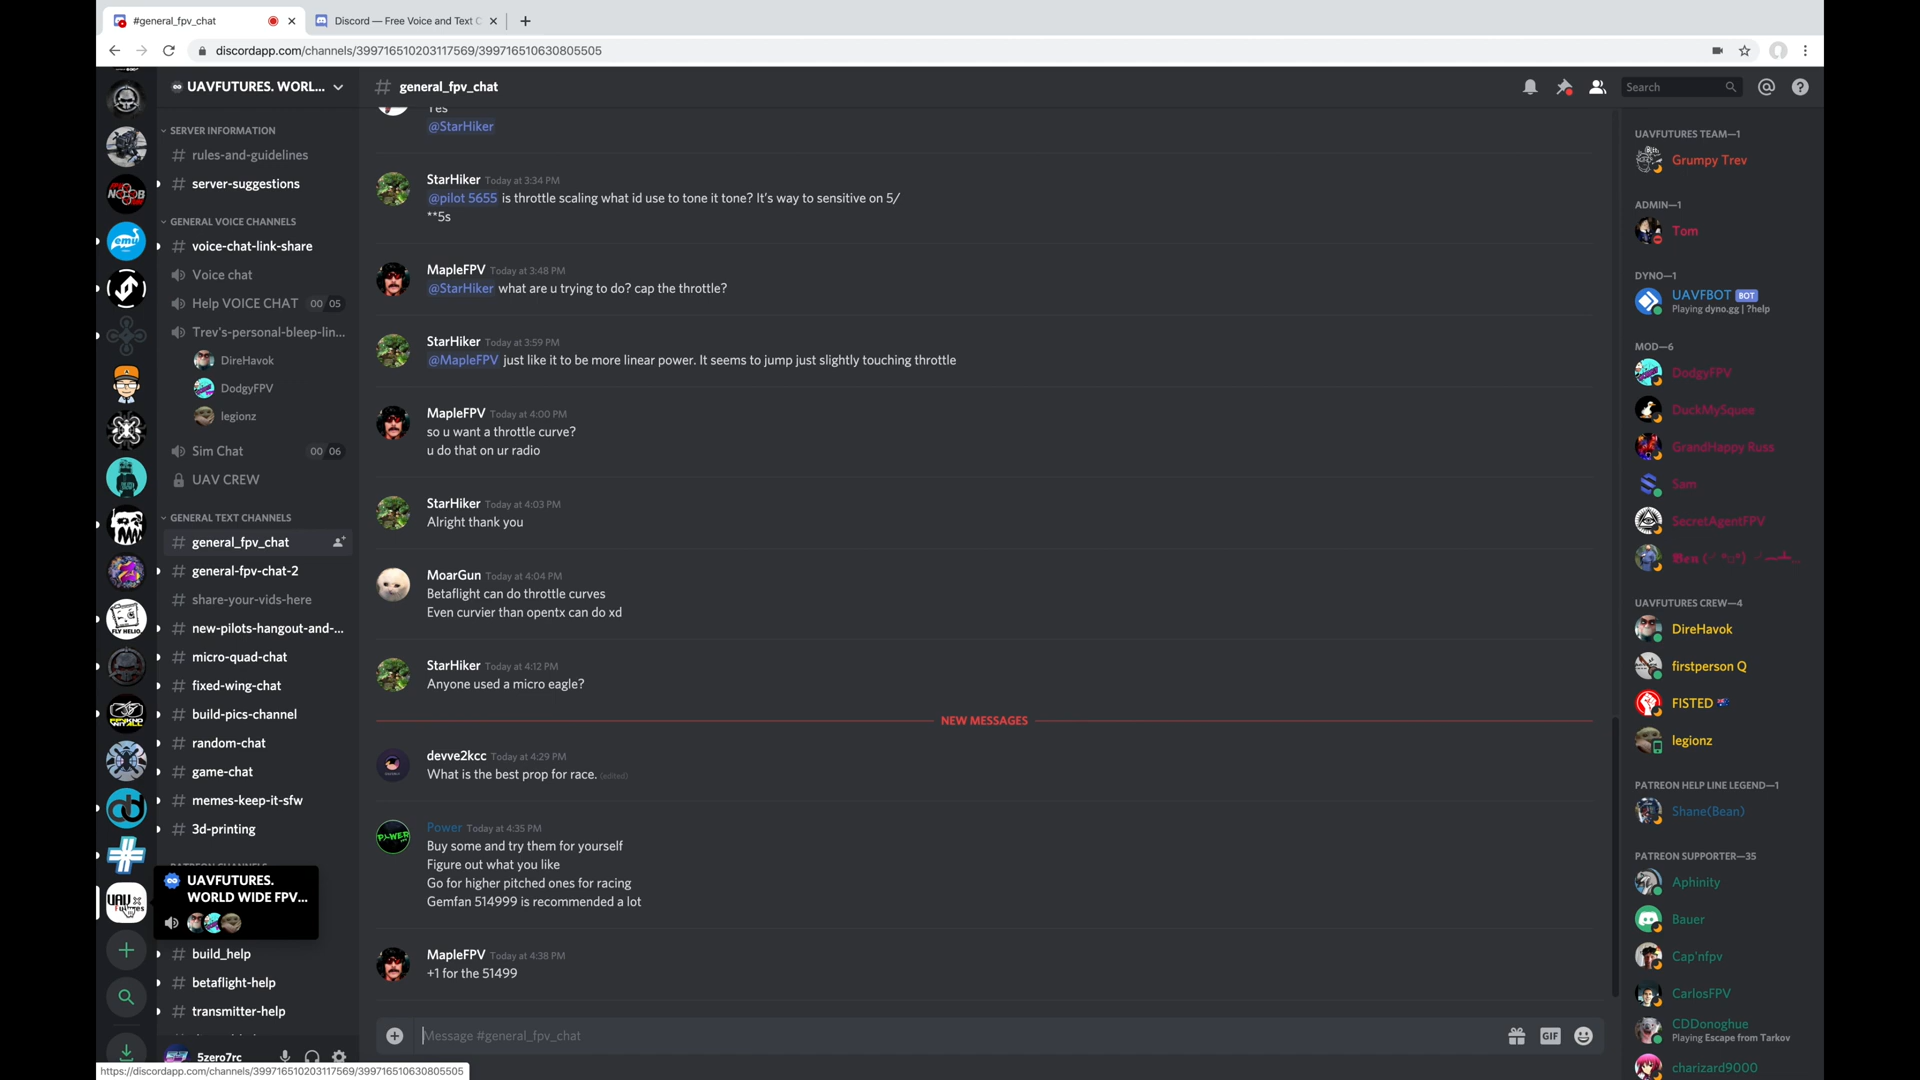 #general_fpv_chat
Discord — Free Voice and Text C
discordapp.com/channels/399716510203117569/399716510630805505
UAVFUTURES. WORL...
SERVER INFORMATION
# rules-and-guidelines
# server-suggestions
GENERAL VOICE CHANNELS
# voice-chat-link-share
Voice chat
Help VOICE CHAT 00 05
Trev's-personal-bleep-lin...
DireHavok
DodgyFPV
legionz
Sim Chat 00 06
UAV CREW
GENERAL TEXT CHANNELS
# general_fpv_chat
# general-fpv-chat-2
# share-your-vids-here
# new-pilots-hangout-and-...
# micro-quad-chat
# fixed-wing-chat
# build-pics-channel
# random-chat
# game-chat
# memes-keep-it-sfw
# 3d-printing
UAVFUTURES.
WORLD WIDE FPV...
# build_help
# betaflight-help
# transmitter-help
5zero7rc
https://discordapp.com/channels/399716510203117569/399716510630805505
NOOB
emu
FLY HELIO.
# general_fpv_chat
Search
Yes
@StarHiker
StarHiker Today at 3:34 PM
@pilot 5655 is throttle scaling what id use to tone it tone? It's way to sensitive on 5/
**5s
MapleFPV Today at 3:48 PM
@StarHiker what are u trying to do? cap the throttle?
StarHiker Today at 3:59 PM
@MapleFPV just like it to be more linear power. It seems to jump just slightly touching throttle
MapleFPV Today at 4:00 PM
so u want a throttle curve?
u do that on ur radio
StarHiker Today at 4:03 PM
Alright thank you
MoarGun Today at 4:04 PM
Betaflight can do throttle curves
Even curvier than opentx can do xd
StarHiker Today at 4:12 PM
Anyone used a micro eagle?
NEW MESSAGES
devve2kcc Today at 4:29 PM
What is the best prop for race. (edited)
Power Today at 4:35 PM
Buy some and try them for yourself
Figure out what you like
Go for higher pitched ones for racing
Gemfan 514999 is recommended a lot
MapleFPV Today at 4:38 PM
+1 for the 51499
Message #general_fpv_chat
GIF
UAVFUTURES TEAM—1
Grumpy Trev
ADMIN—1
Tom
DYNO—1
UAVFBOT BOT
Playing dyno.gg | ?help
MOD—6
DodgyFPV
DuckMySquee
GrandHappy Russ
Sam
SecretAgentFPV
UAVFUTURES CREW—4
DireHavok
firstperson Q
FISTED
legionz
PATREON HELP LINE LEGEND—1
Shane(Bean)
PATREON SUPPORTER—35
Aphinity
Bauer
Cap'nfpv
CarlosFPV
CDDonoghue
Playing Escape from Tarkov
charizard9000